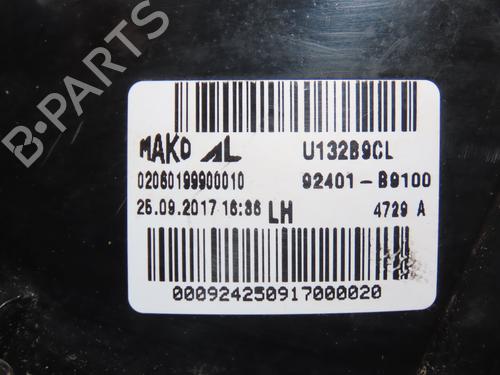 B-PARTS
MAKO AL
U132B9CL
02060199900010
92401-B9100
25.09.2017 16:36 LH
4729 A
000924250917000020